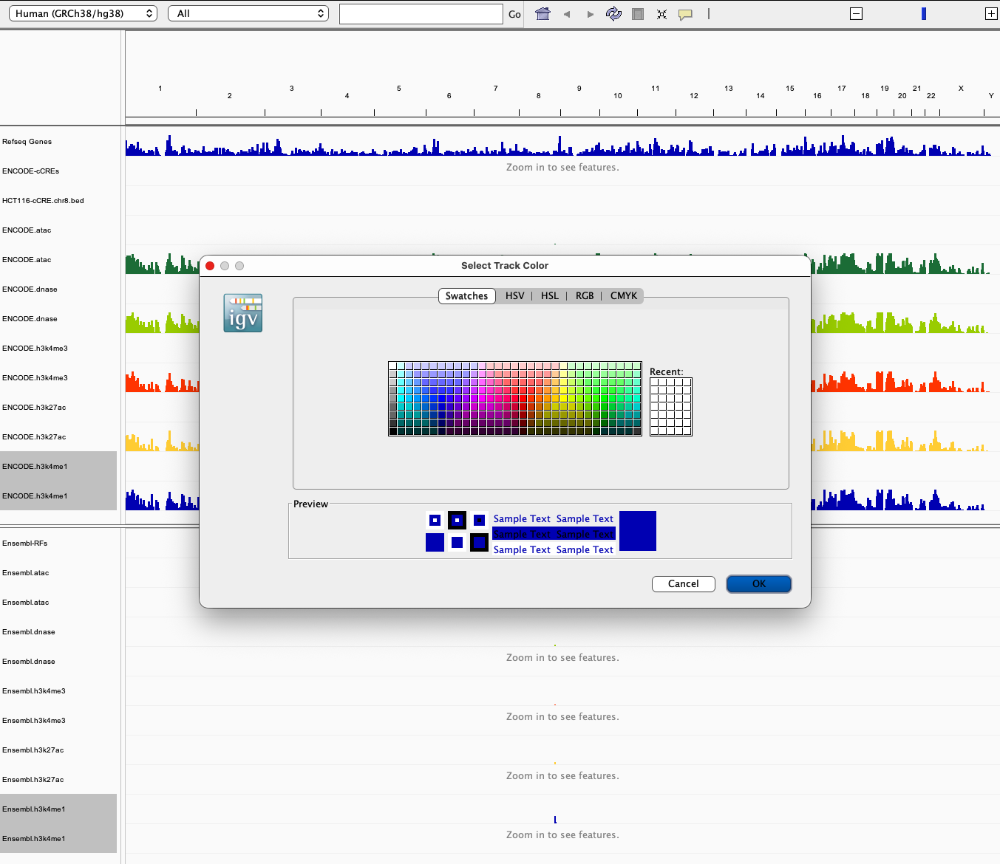 Human (GRCh38/hg38) All Go
1 2 3 4 5 6 7 8 9 10 11 12 13 14 15 16 17 18 19 20 21 22 X Y
Refseq Genes
ENCODE-cCREs
Zoom in to see features.
HCT116-cCRE.chr8.bed
ENCODE.atac
ENCODE.atac
ENCODE.dnase
ENCODE.dnase
ENCODE.h3k4me3
ENCODE.h3k4me3
ENCODE.h3k27ac
ENCODE.h3k27ac
ENCODE.h3k4me1
ENCODE.h3k4me1
Select Track Color
igv
Swatches HSV HSL RGB CMYK
Recent:
Preview
Sample Text Sample Text
Sample Text Sample Text
Sample Text Sample Text
Cancel OK
Ensembl-RFs
Ensembl.atac
Ensembl.atac
Ensembl.dnase
Ensembl.dnase
Zoom in to see features.
Ensembl.h3k4me3
Ensembl.h3k4me3
Zoom in to see features.
Ensembl.h3k27ac
Ensembl.h3k27ac
Zoom in to see features.
Ensembl.h3k4me1
Ensembl.h3k4me1
Zoom in to see features.